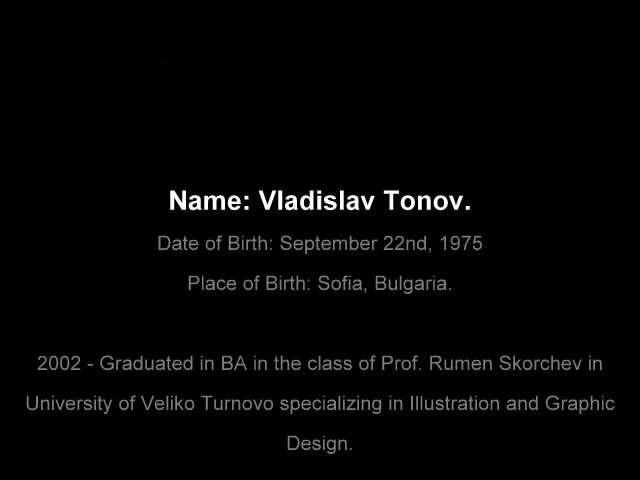 Name: Vladislav Tonov.
Date of Birth: September 22nd, 1975
Place of Birth: Sofia, Bulgaria.
2002 - Graduated in BA in the class of Prof. Rumen Skorchev in
University of Veliko Turnovo specializing in Illustration and Graphic
Design.